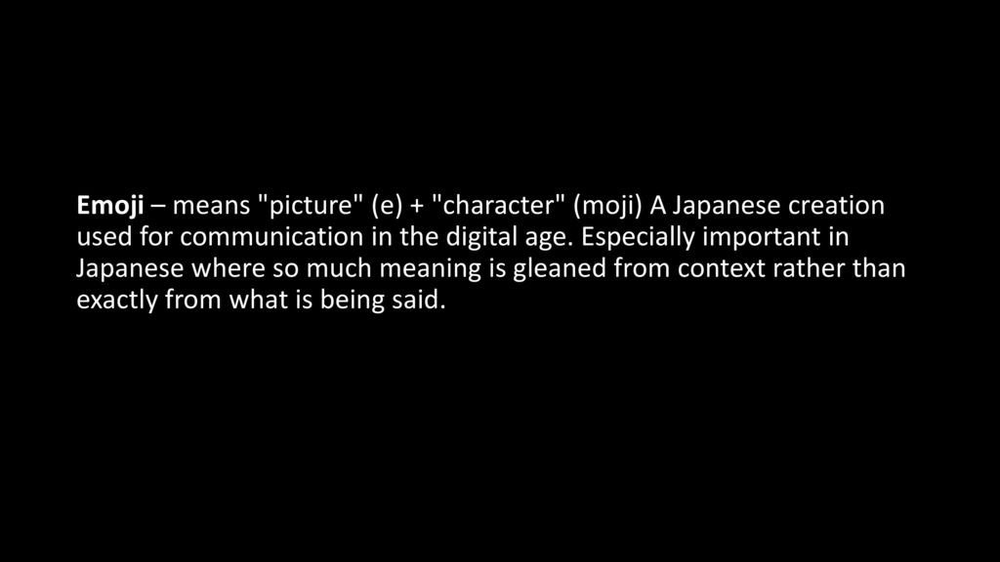 Emoji – means "picture" (e) + "character" (moji) A Japanese creation
used for communication in the digital age. Especially important in
Japanese where so much meaning is gleaned from context rather than
exactly from what is being said.